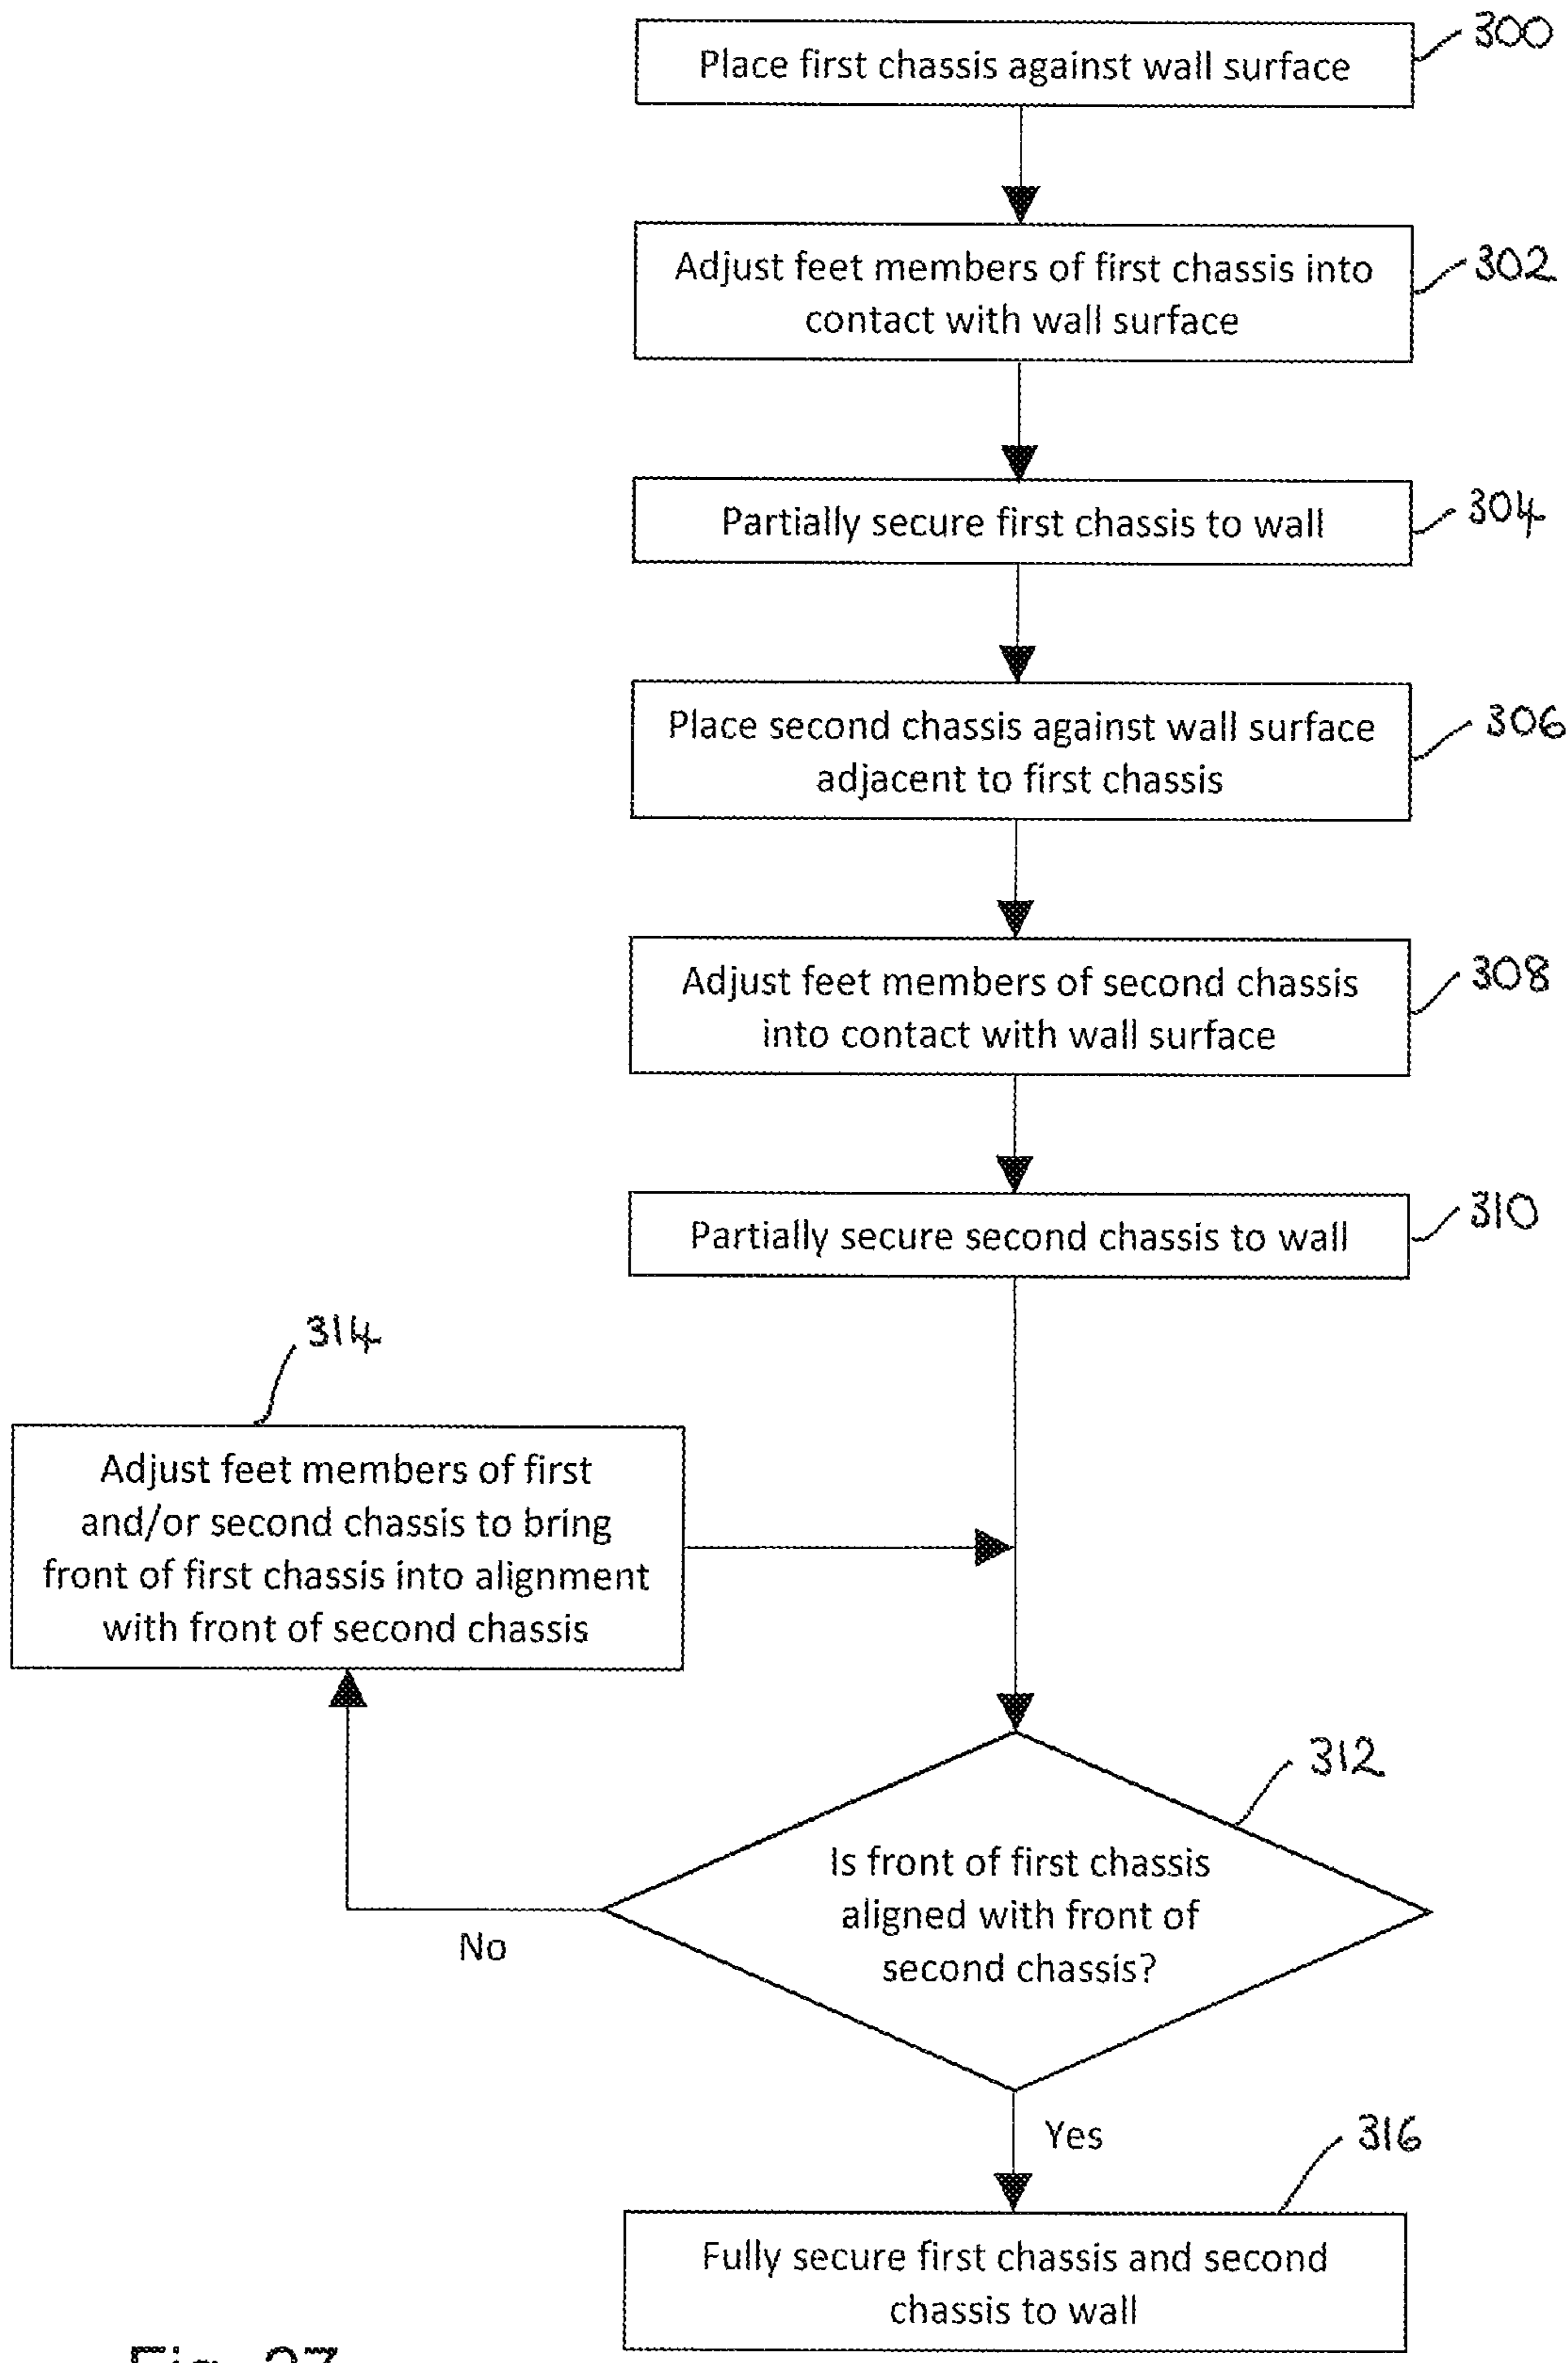 Place first chassis against wall surface
300
Adjust feet members of first chassis into
contact with wall surface
302
Partially secure first chassis to wall
304
Place second chassis against wall surface
adjacent to first chassis
306
Adjust feet members of second chassis
into contact with wall surface
308
Partially secure second chassis to wall
310
314
Adjust feet members of first
and/or second chassis to bring
front of first chassis into alignment
with front of second chassis
312
Is front of first chassis
aligned with front of
second chassis?
No
Yes
316
Fully secure first chassis and second
chassis to wall